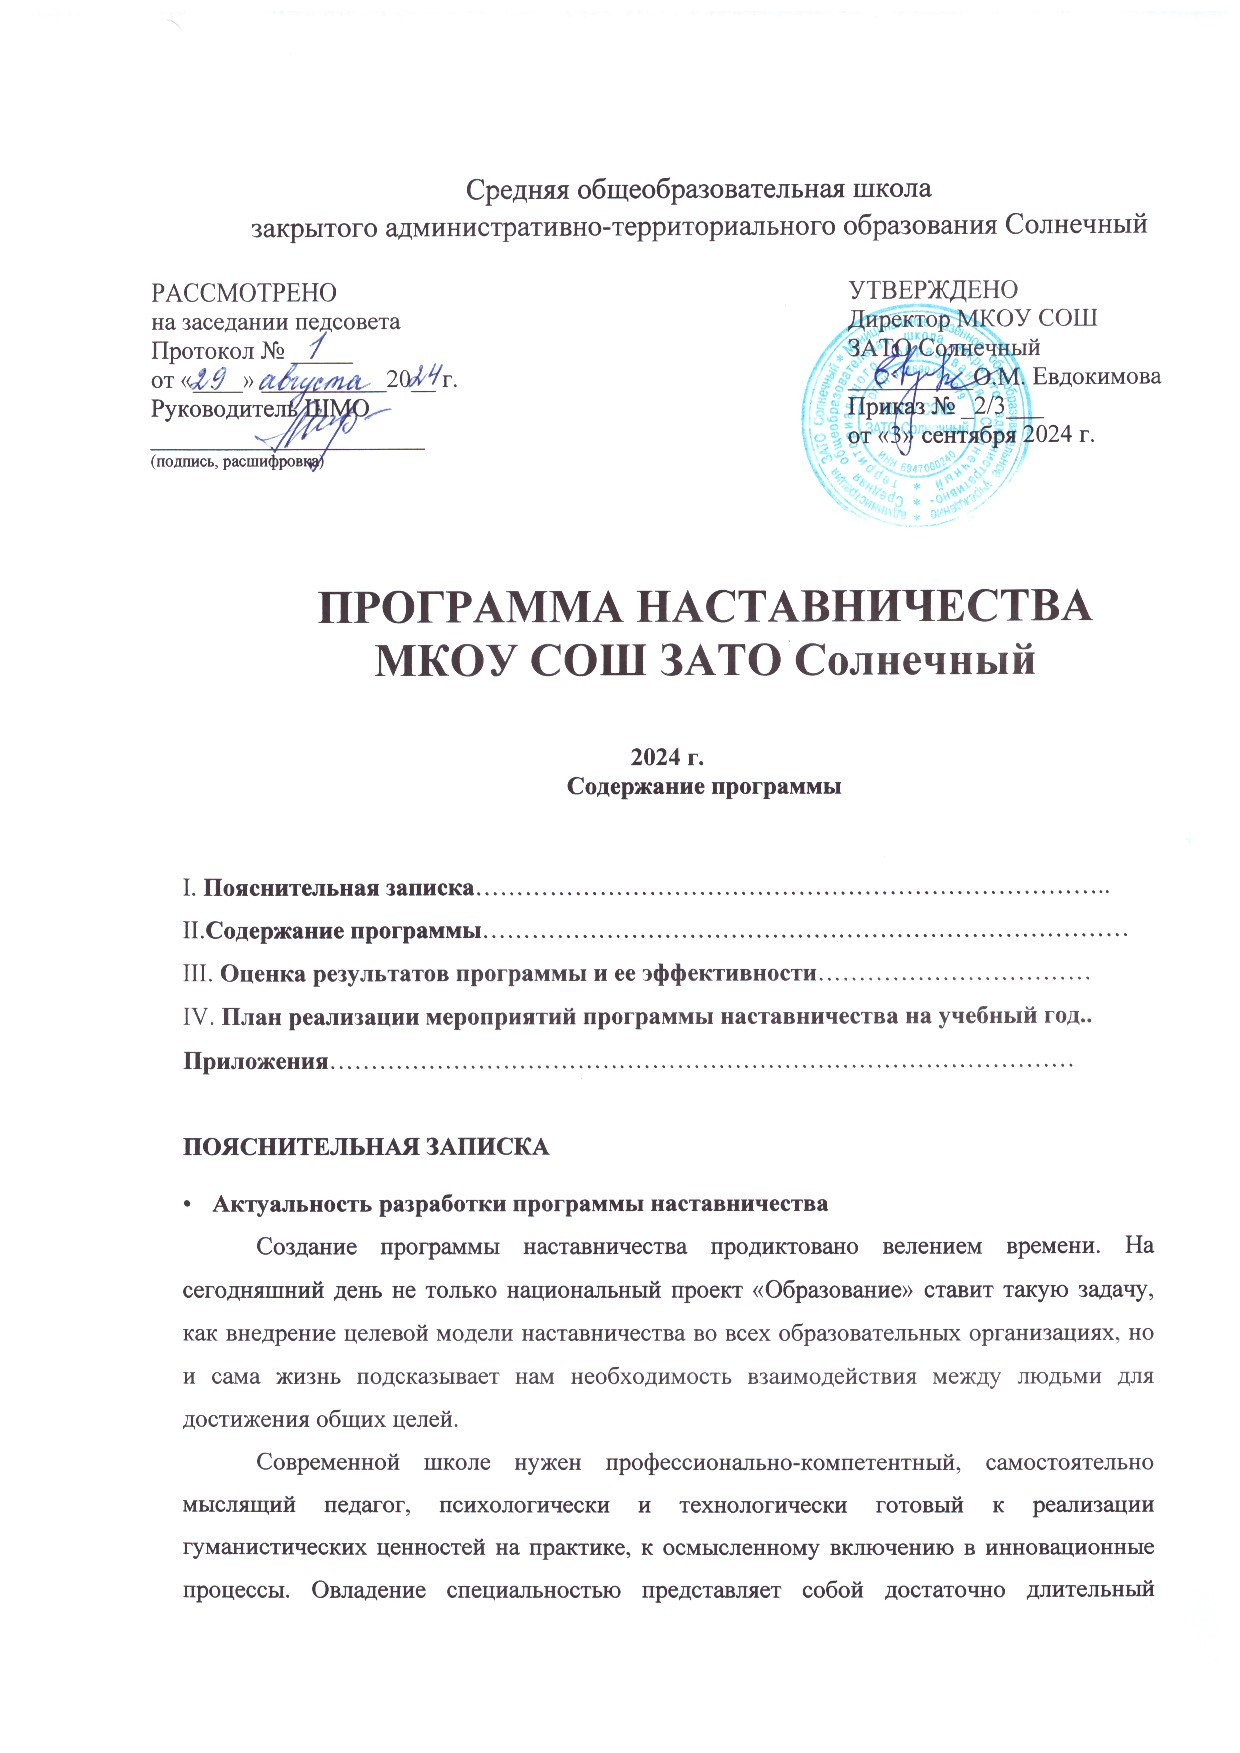 Средняя общеобразовательная школа
закрытого административно-территориального образования Солнечный
РАССМОТРЕНО
на заседании педсовета
Протокол № 1
от «29» августа 2024 г.
Руководитель ШМО
(подпись, расшифровка)
УТВЕРЖДЕНО
Директор МКОУ СОШ
ЗАТО Солнечный
__________О.М. Евдокимова
Приказ № _2/3___
от «3» сентября 2024 г.
ЗАТО Солнечный
ИНН 6947000240
ПРОГРАММА НАСТАВНИЧЕСТВА
МКОУ СОШ ЗАТО Солнечный
2024 г.
Содержание программы
I. Пояснительная записка…………………………………………………………………..
II.Содержание программы……………………………………………………………………
III. Оценка результатов программы и ее эффективности……………………………
IV. План реализации мероприятий программы наставничества на учебный год..
Приложения………………………………………………………………………………
ПОЯСНИТЕЛЬНАЯ ЗАПИСКА
• Актуальность разработки программы наставничества
Создание программы наставничества продиктовано велением времени. На
сегодняшний день не только национальный проект «Образование» ставит такую задачу,
как внедрение целевой модели наставничества во всех образовательных организациях, но
и сама жизнь подсказывает нам необходимость взаимодействия между людьми для
достижения общих целей.
Современной школе нужен профессионально-компетентный, самостоятельно
мыслящий педагог, психологически и технологически готовый к реализации
гуманистических ценностей на практике, к осмысленному включению в инновационные
процессы. Овладение специальностью представляет собой достаточно длительный